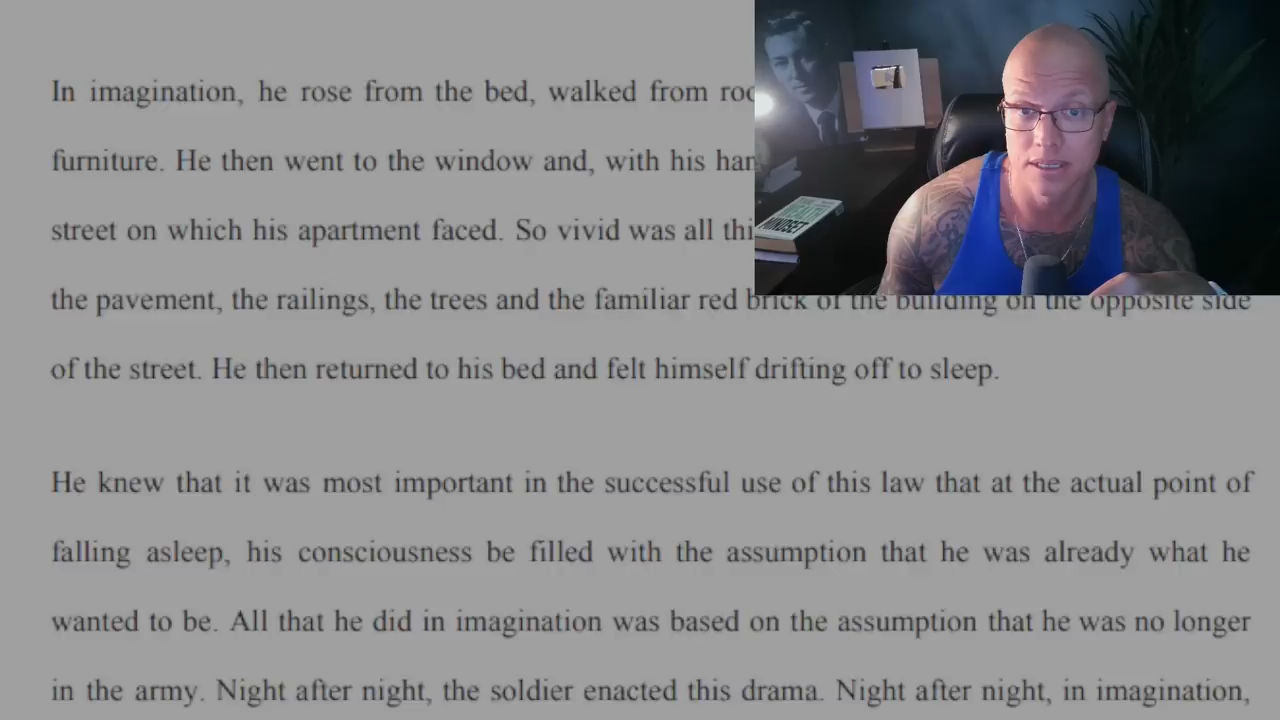 In imagination, he rose from the bed, walked from
furniture. He then went to the window and, with his
street on which his apartment faced. So vivid was all
the pavement, the railings, the trees and the familiar red brick of the building on the opposite side
of the street. He then returned to his bed and felt himself drifting off to sleep.
He knew that it was most important in the successful use of this law that at the actual point of
falling asleep, his consciousness be filled with the assumption that he was already what he
wanted to be. All that he did in imagination was based on the assumption that he was no longer
in the army. Night after night, the soldier enacted this drama. Night after night, in imagination,
MINDSET